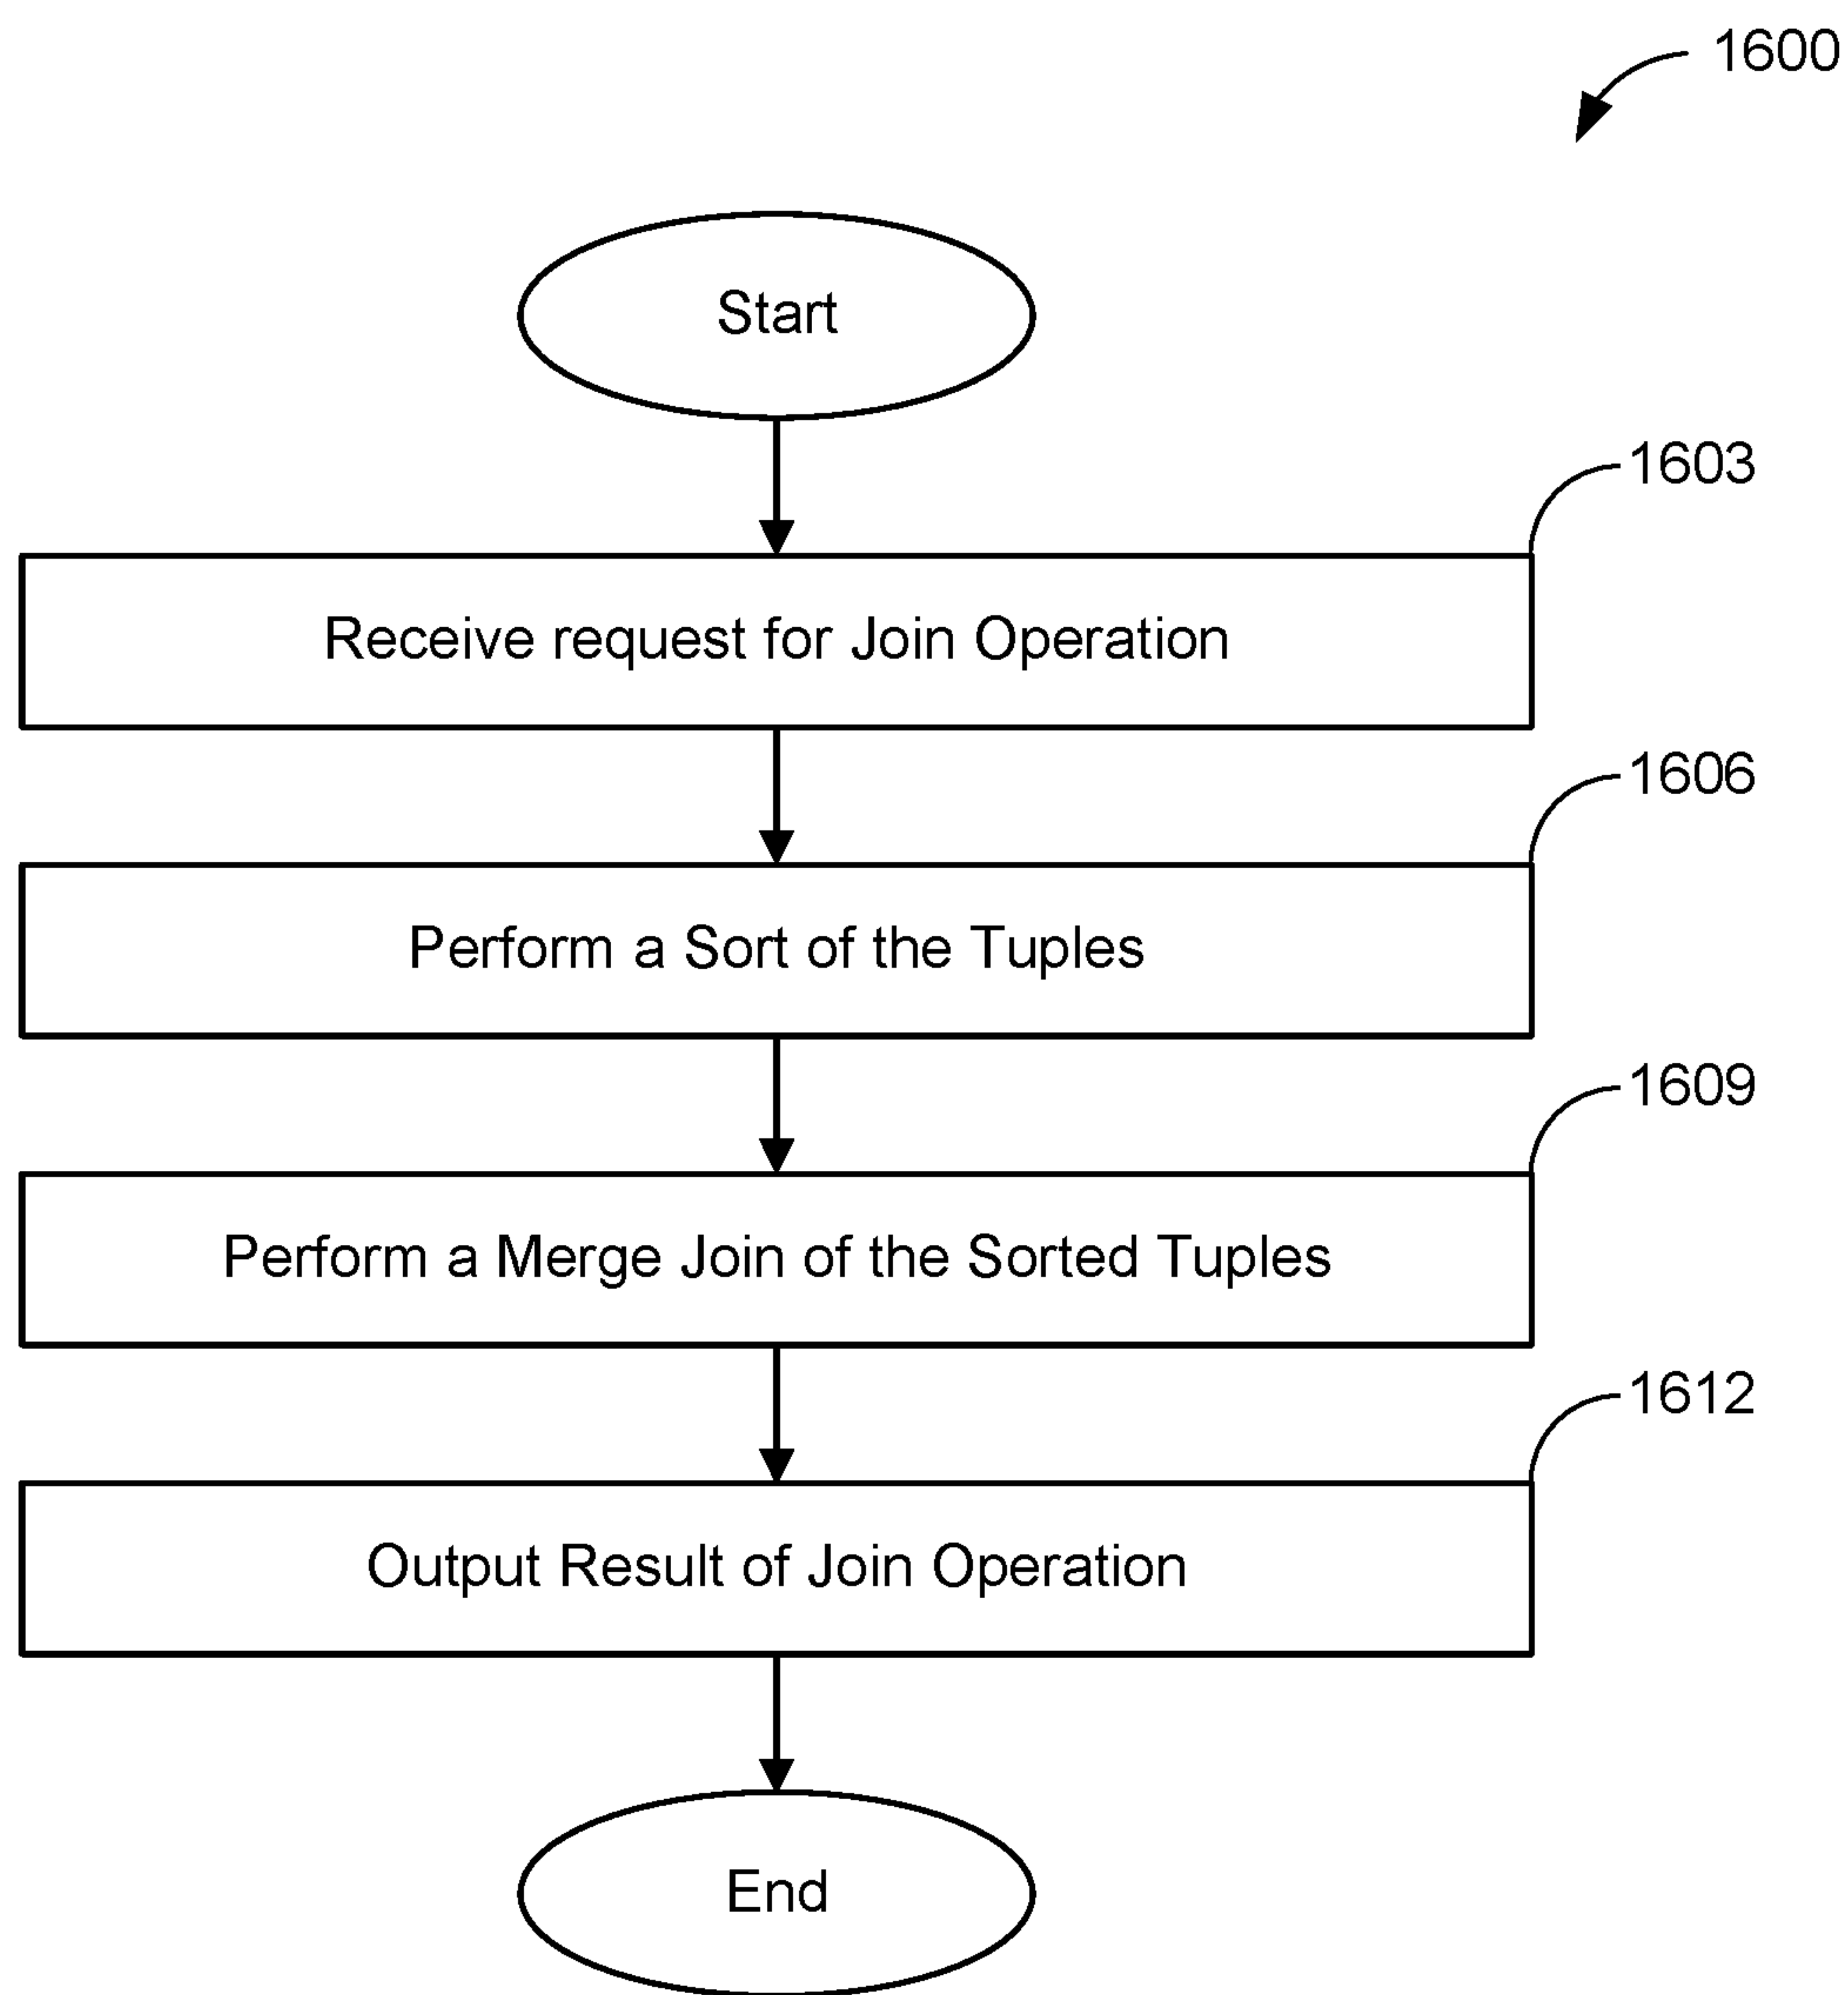 1600
Start
1603
Receive request for Join Operation
1606
Perform a Sort of the Tuples
1609
Perform a Merge Join of the Sorted Tuples
1612
Output Result of Join Operation
End